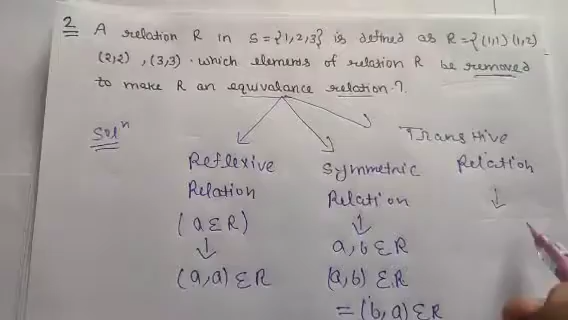 2 A relation R in S={1,2,3} is defined as R={(1,1) (1,2)
(2,2) , (3,3) . which elements of relation R be removed
to make R an equivalance relation.?
Solⁿ
Reflexive
Relation
(a Ɛ R)
↓
(a,a) Ɛ R
Symmetric
Relation
↓
a,b Ɛ R
(a,b) Ɛ R
= (b,a) Ɛ R
Transitive
Relation
↓